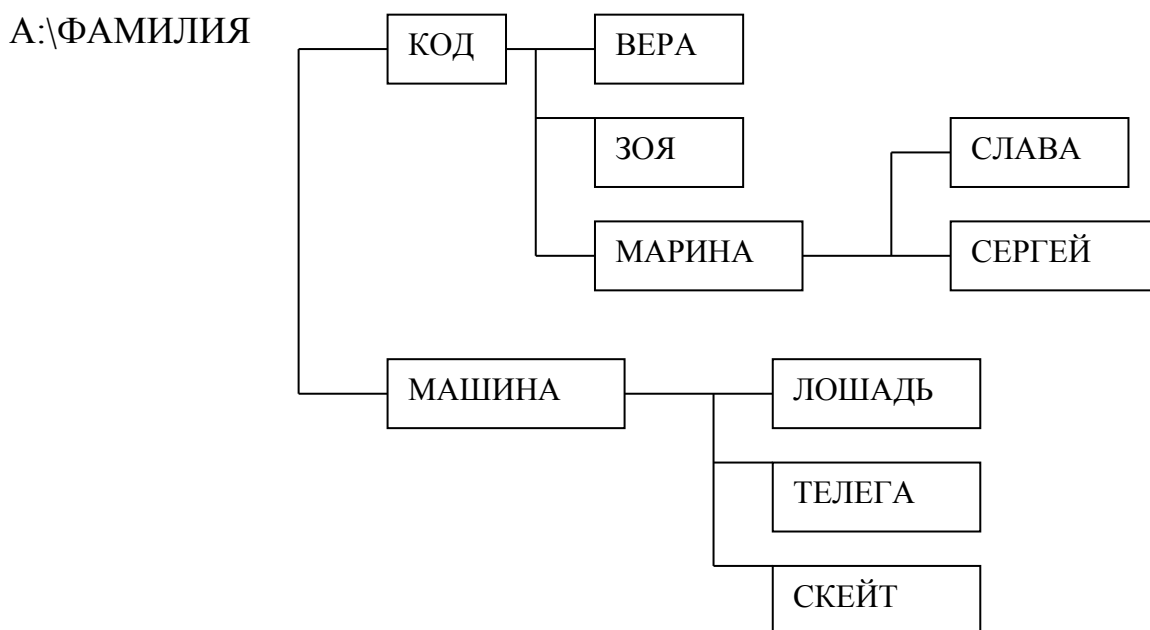 А:\ФАМИЛИЯ
КОД
ВЕРА
ЗОЯ
СЛАВА
МАРИНА
СЕРГЕЙ
МАШИНА
ЛОШАДЬ
ТЕЛЕГА
СКЕЙТ